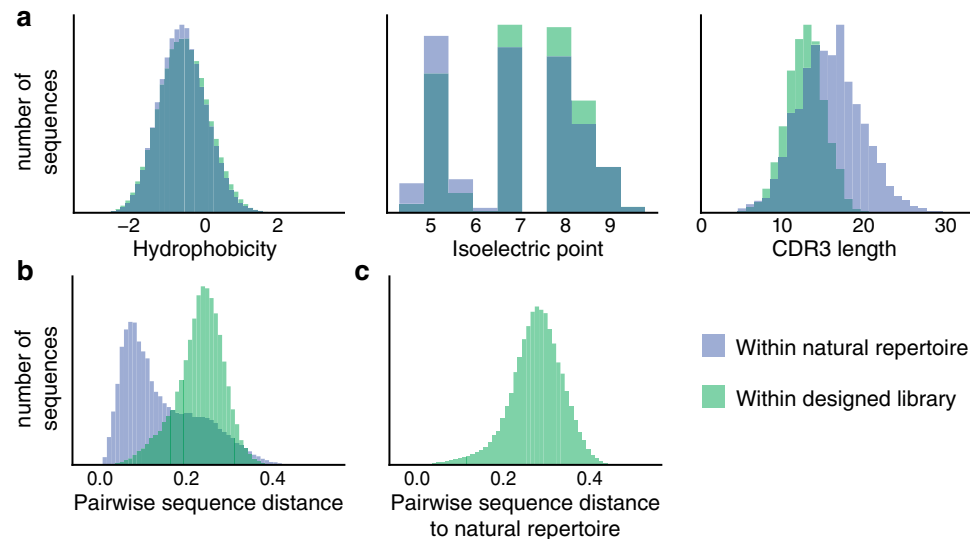 a
number of
sequences
−2 0 2
Hydrophobicity
5 6 7 8 9
Isoelectric point
0 10 20 30
CDR3 length
b
number of
sequences
0.0 0.2 0.4
Pairwise sequence distance
c
0.0 0.2 0.4
Pairwise sequence distance
to natural repertoire
Within natural repertoire
Within designed library